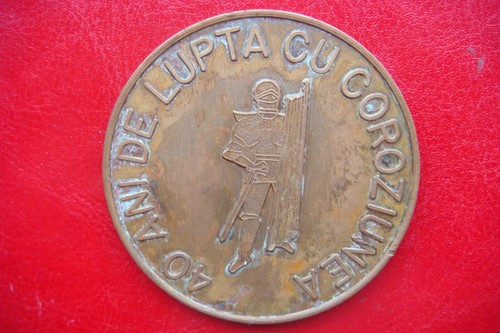 40 ANI DE LUPTA CU COROZIUNEA